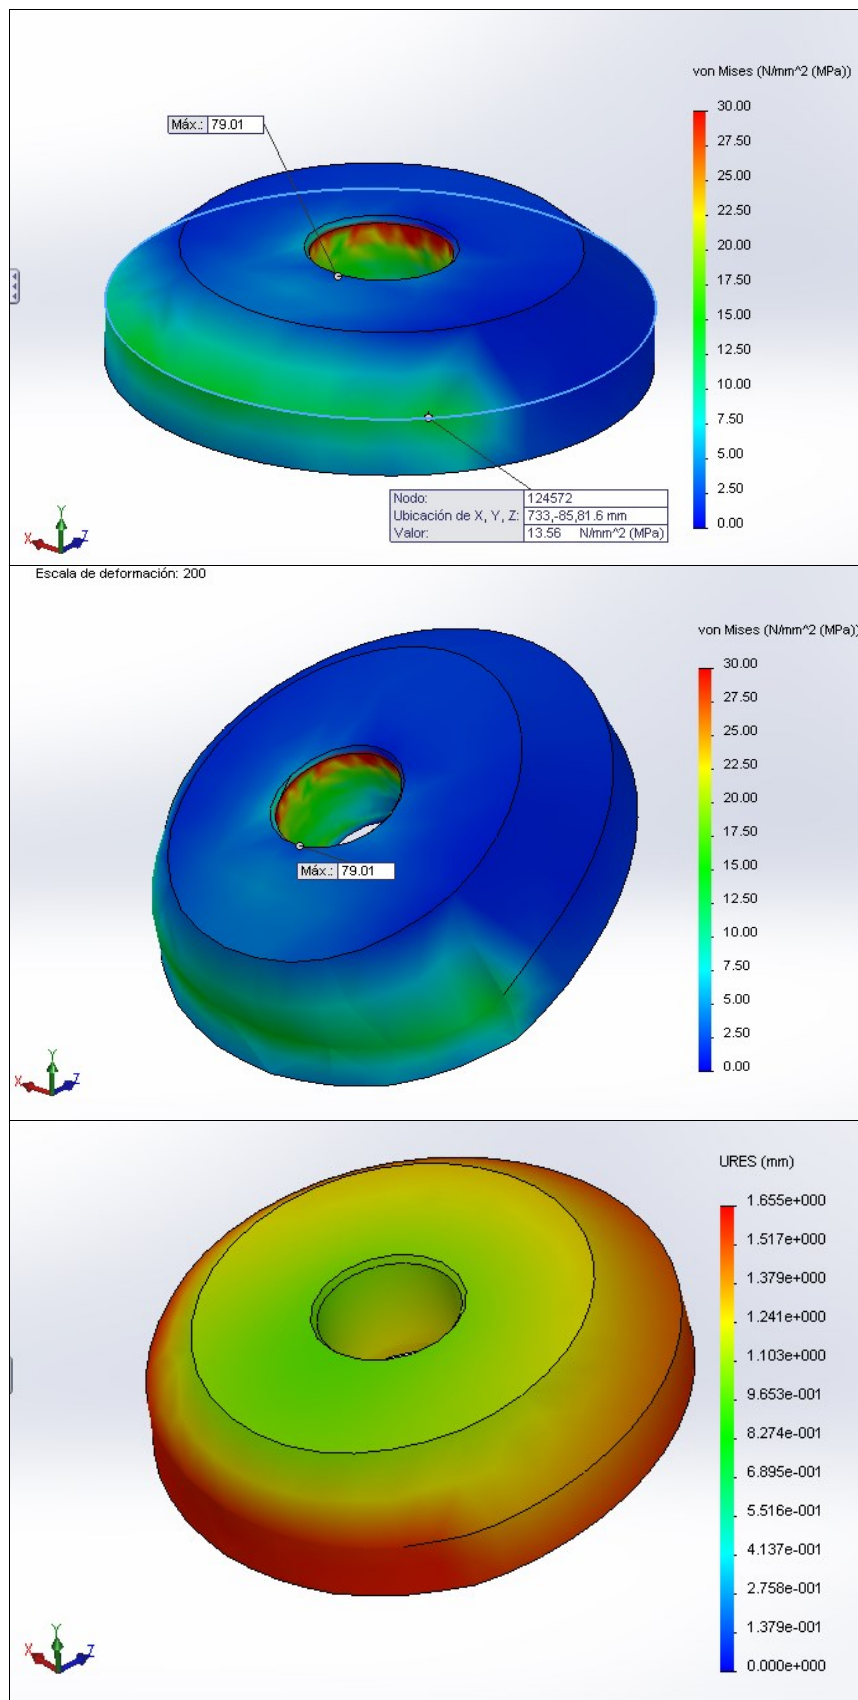 von Mises (N/mm^2 (MPa))
Máx.: 79.01
30.00
27.50
25.00
22.50
20.00
17.50
15.00
12.50
10.00
7.50
5.00
2.50
0.00
Nodo: 124572
Ubicación de X, Y, Z: 733,-85,81.6 mm
Valor: 13.56 N/mm^2 (MPa)
Y
X
Z
Escala de deformación: 200
von Mises (N/mm^2 (MPa))
30.00
27.50
25.00
22.50
20.00
17.50
15.00
12.50
10.00
7.50
5.00
2.50
0.00
Máx.: 79.01
Y
X
Z
URES (mm)
1.655e+000
1.517e+000
1.379e+000
1.241e+000
1.103e+000
9.653e-001
8.274e-001
6.895e-001
5.516e-001
4.137e-001
2.758e-001
1.379e-001
0.000e+000
Y
X
Z